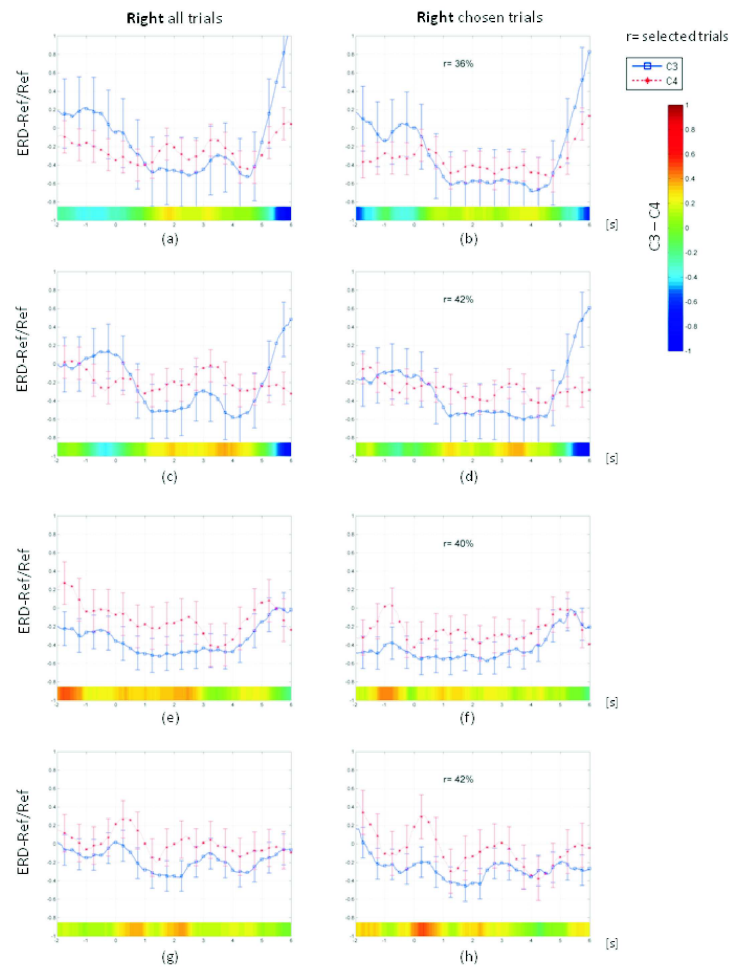 Right all trials
Right chosen trials
r= selected trials
C3
C4
ERD-Ref/Ref
r= 36%
C3 – C4
(a)
(b)
[s]
ERD-Ref/Ref
r= 42%
(c)
(d)
[s]
ERD-Ref/Ref
r= 40%
(e)
(f)
[s]
ERD-Ref/Ref
r= 42%
(g)
(h)
[s]